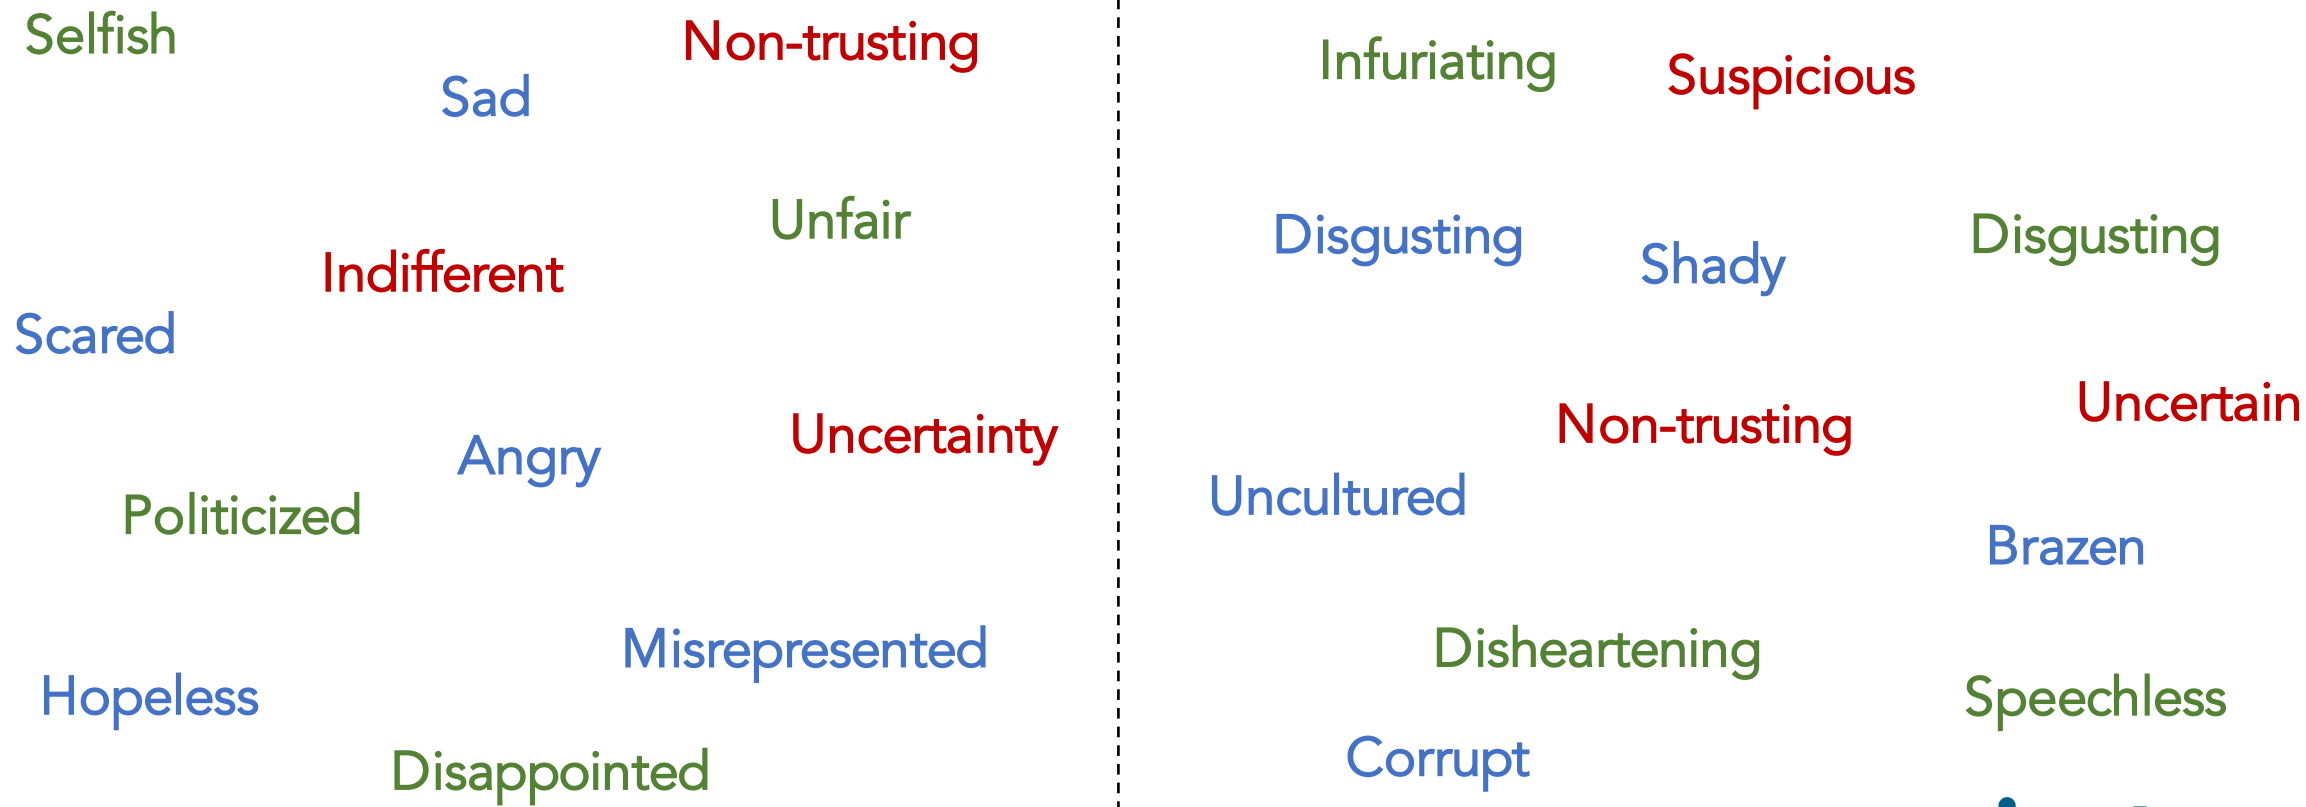 Selfish
Non-trusting
Sad
Unfair
Indifferent
Scared
Uncertainty
Angry
Politicized
Misrepresented
Hopeless
Disappointed
Infuriating
Suspicious
Disgusting
Shady
Disgusting
Uncertain
Non-trusting
Uncultured
Brazen
Disheartening
Speechless
Corrupt